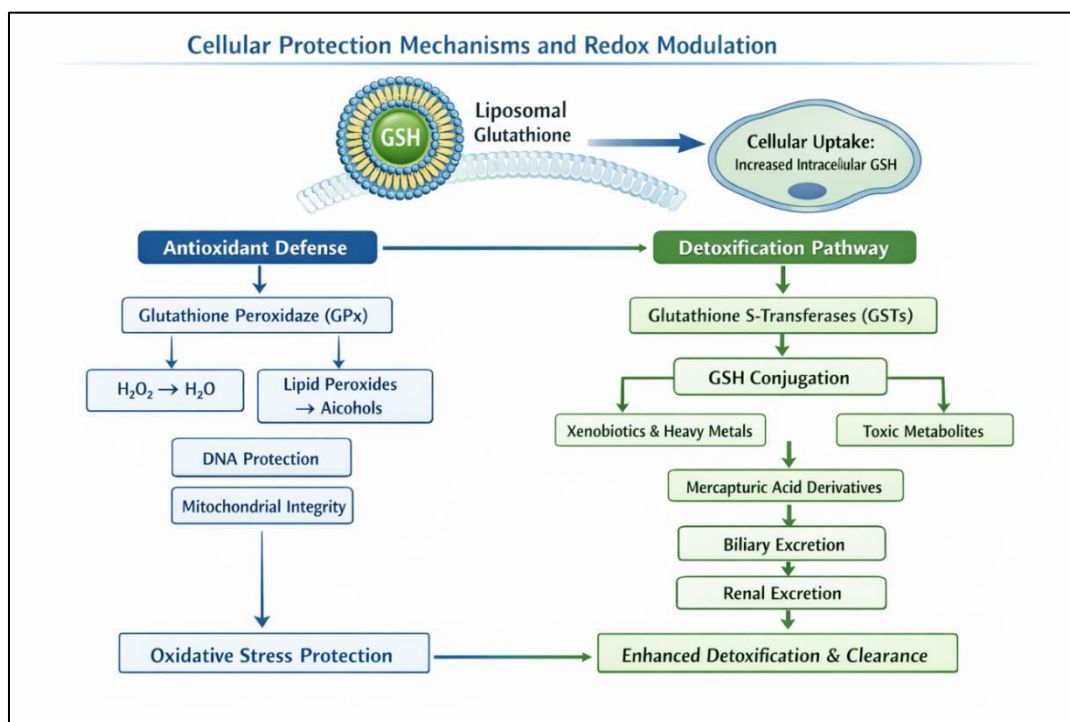 Cellular Protection Mechanisms and Redox Modulation
GSH
Liposomal
Glutathione
Cellular Uptake:
Increased Intracellular GSH
Antioxidant Defense
Detoxification Pathway
Glutathione Peroxidaze (GPx)
H₂O₂ → H₂O
Lipid Peroxides
→ Aicohols
DNA Protection
Mitochondrial Integrity
Oxidative Stress Protection
Glutathione S-Transferases (GSTs)
GSH Conjugation
Xenobiotics & Heavy Metals
Toxic Metabolites
Mercapturic Acid Derivatives
Biliary Excretion
Renal Excretion
Enhanced Detoxification & Clearance